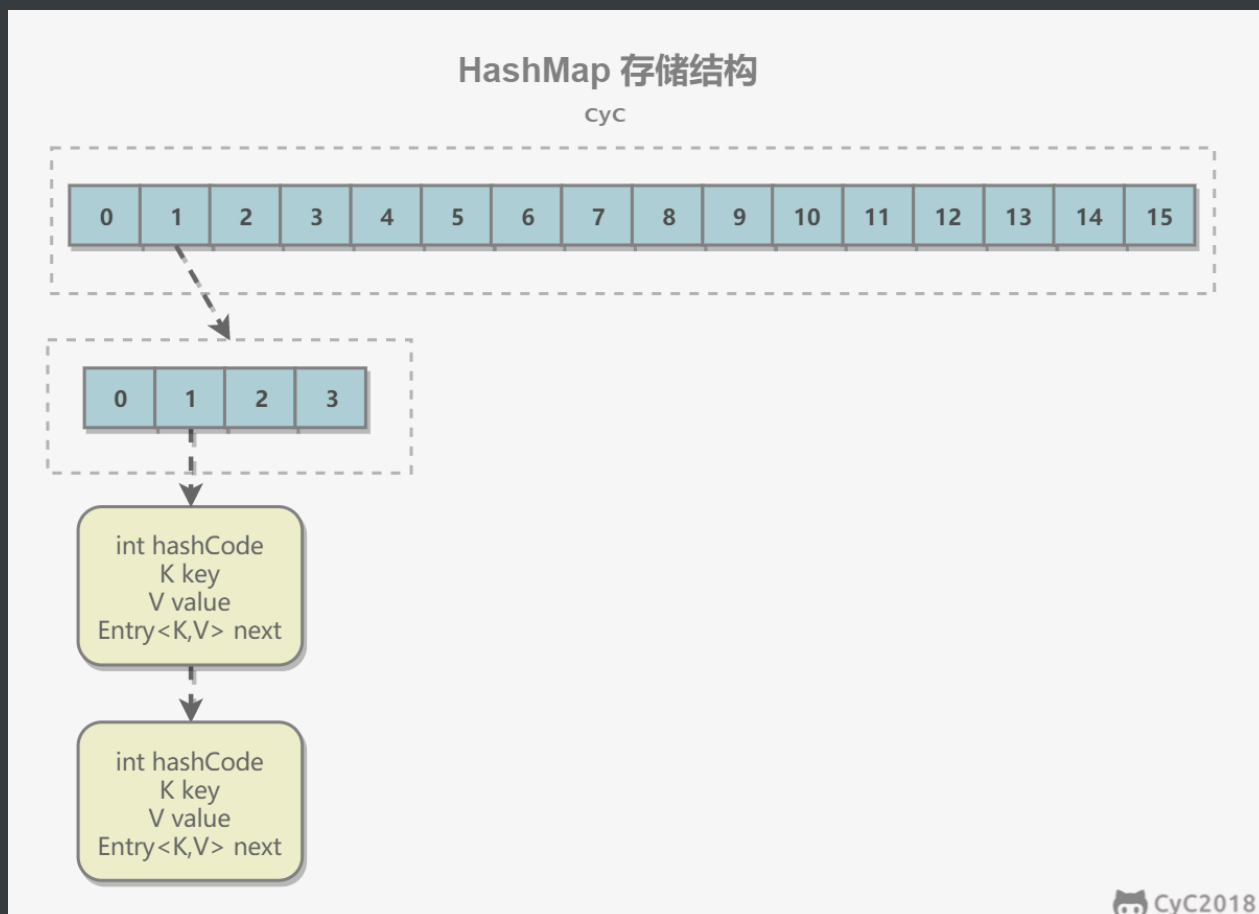 HashMap 存储结构
CyC
0 1 2 3 4 5 6 7 8 9 10 11 12 13 14 15
0 1 2 3
int hashCode
K key
V value
Entry<K,V> next
int hashCode
K key
V value
Entry<K,V> next
CyC2018